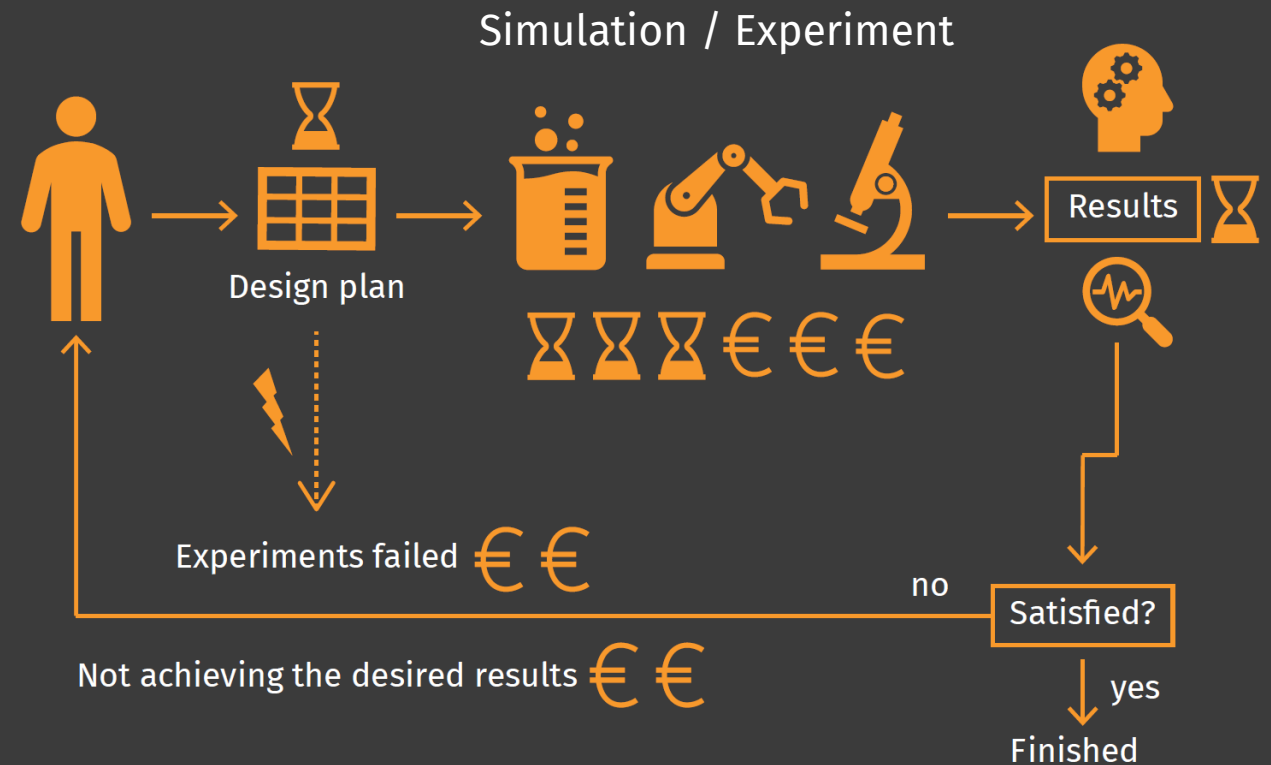 Simulation / Experiment
Results
Design plan
€ € €
Experiments failed € €
no
Satisfied?
Not achieving the desired results € €
yes
Finished